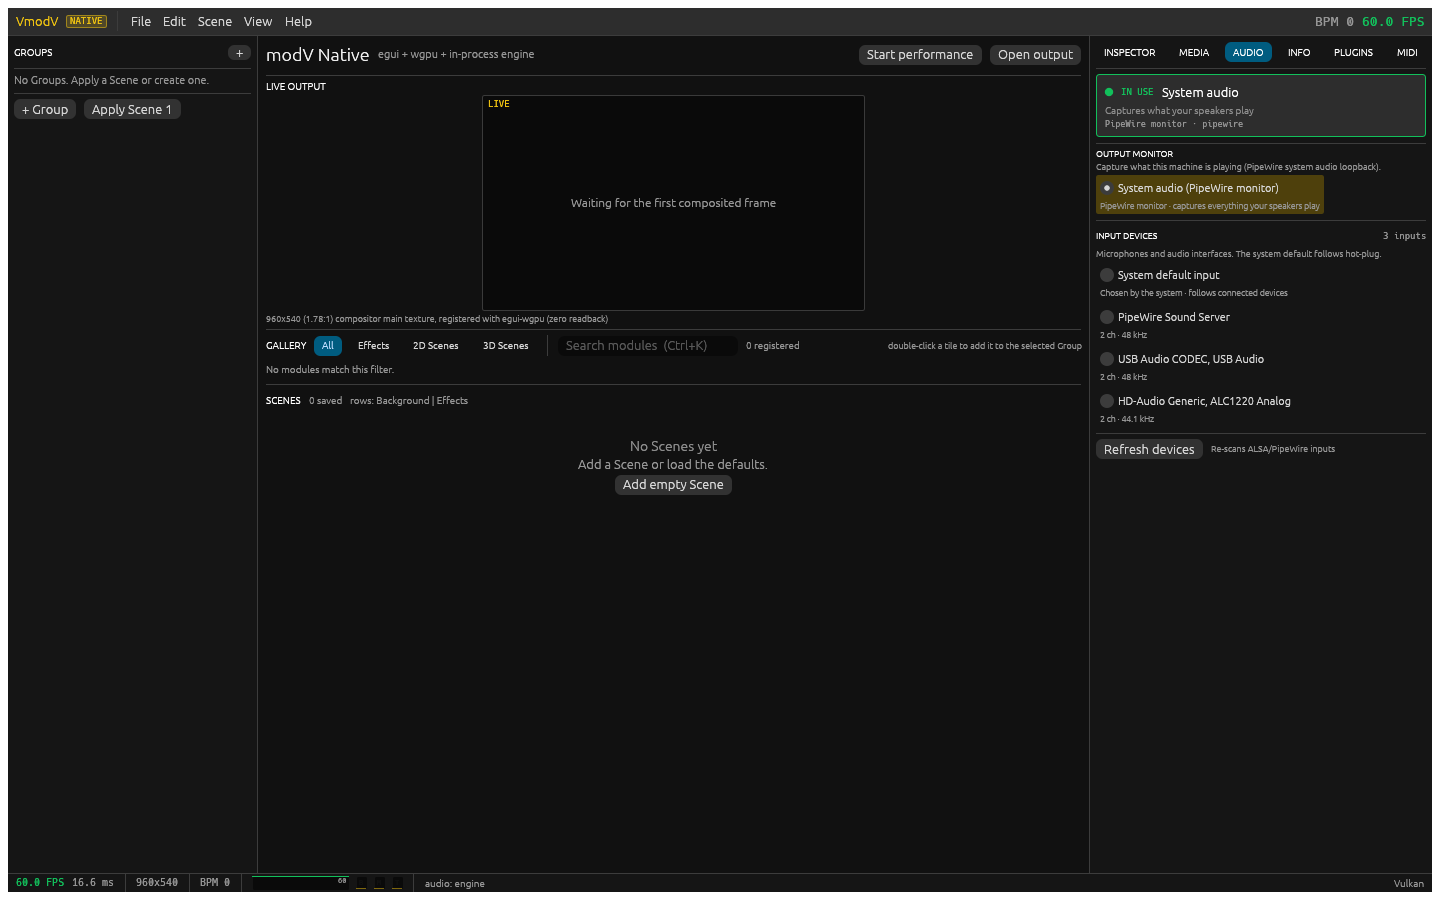 VmodV NATIVE File Edit Scene View Help BPM 0 60.0 FPS
GROUPS +
No Groups. Apply a Scene or create one.
+ Group Apply Scene 1
modV Native egui + wgpu + in-process engine Start performance Open output
LIVE OUTPUT
LIVE
Waiting for the first composited frame
960x540 (1.78:1) compositor main texture, registered with egui-wgpu (zero readback)
GALLERY All Effects 2D Scenes 3D Scenes Search modules (Ctrl+K) 0 registered double-click a tile to add it to the selected Group
No modules match this filter.
SCENES 0 saved rows: Background | Effects
No Scenes yet
Add a Scene or load the defaults.
Add empty Scene
INSPECTOR MEDIA AUDIO INFO PLUGINS MIDI
IN USE System audio
Captures what your speakers play
PipeWire monitor · pipewire
OUTPUT MONITOR
Capture what this machine is playing (PipeWire system audio loopback).
System audio (PipeWire monitor)
PipeWire monitor · captures everything your speakers play
INPUT DEVICES 3 inputs
Microphones and audio interfaces. The system default follows hot-plug.
System default input
Chosen by the system · follows connected devices
PipeWire Sound Server
2 ch · 48 kHz
USB Audio CODEC, USB Audio
2 ch · 48 kHz
HD-Audio Generic, ALC1220 Analog
2 ch · 44.1 kHz
Refresh devices Re-scans ALSA/PipeWire inputs
60.0 FPS 16.6 ms 960x540 BPM 0 60 audio: engine Vulkan